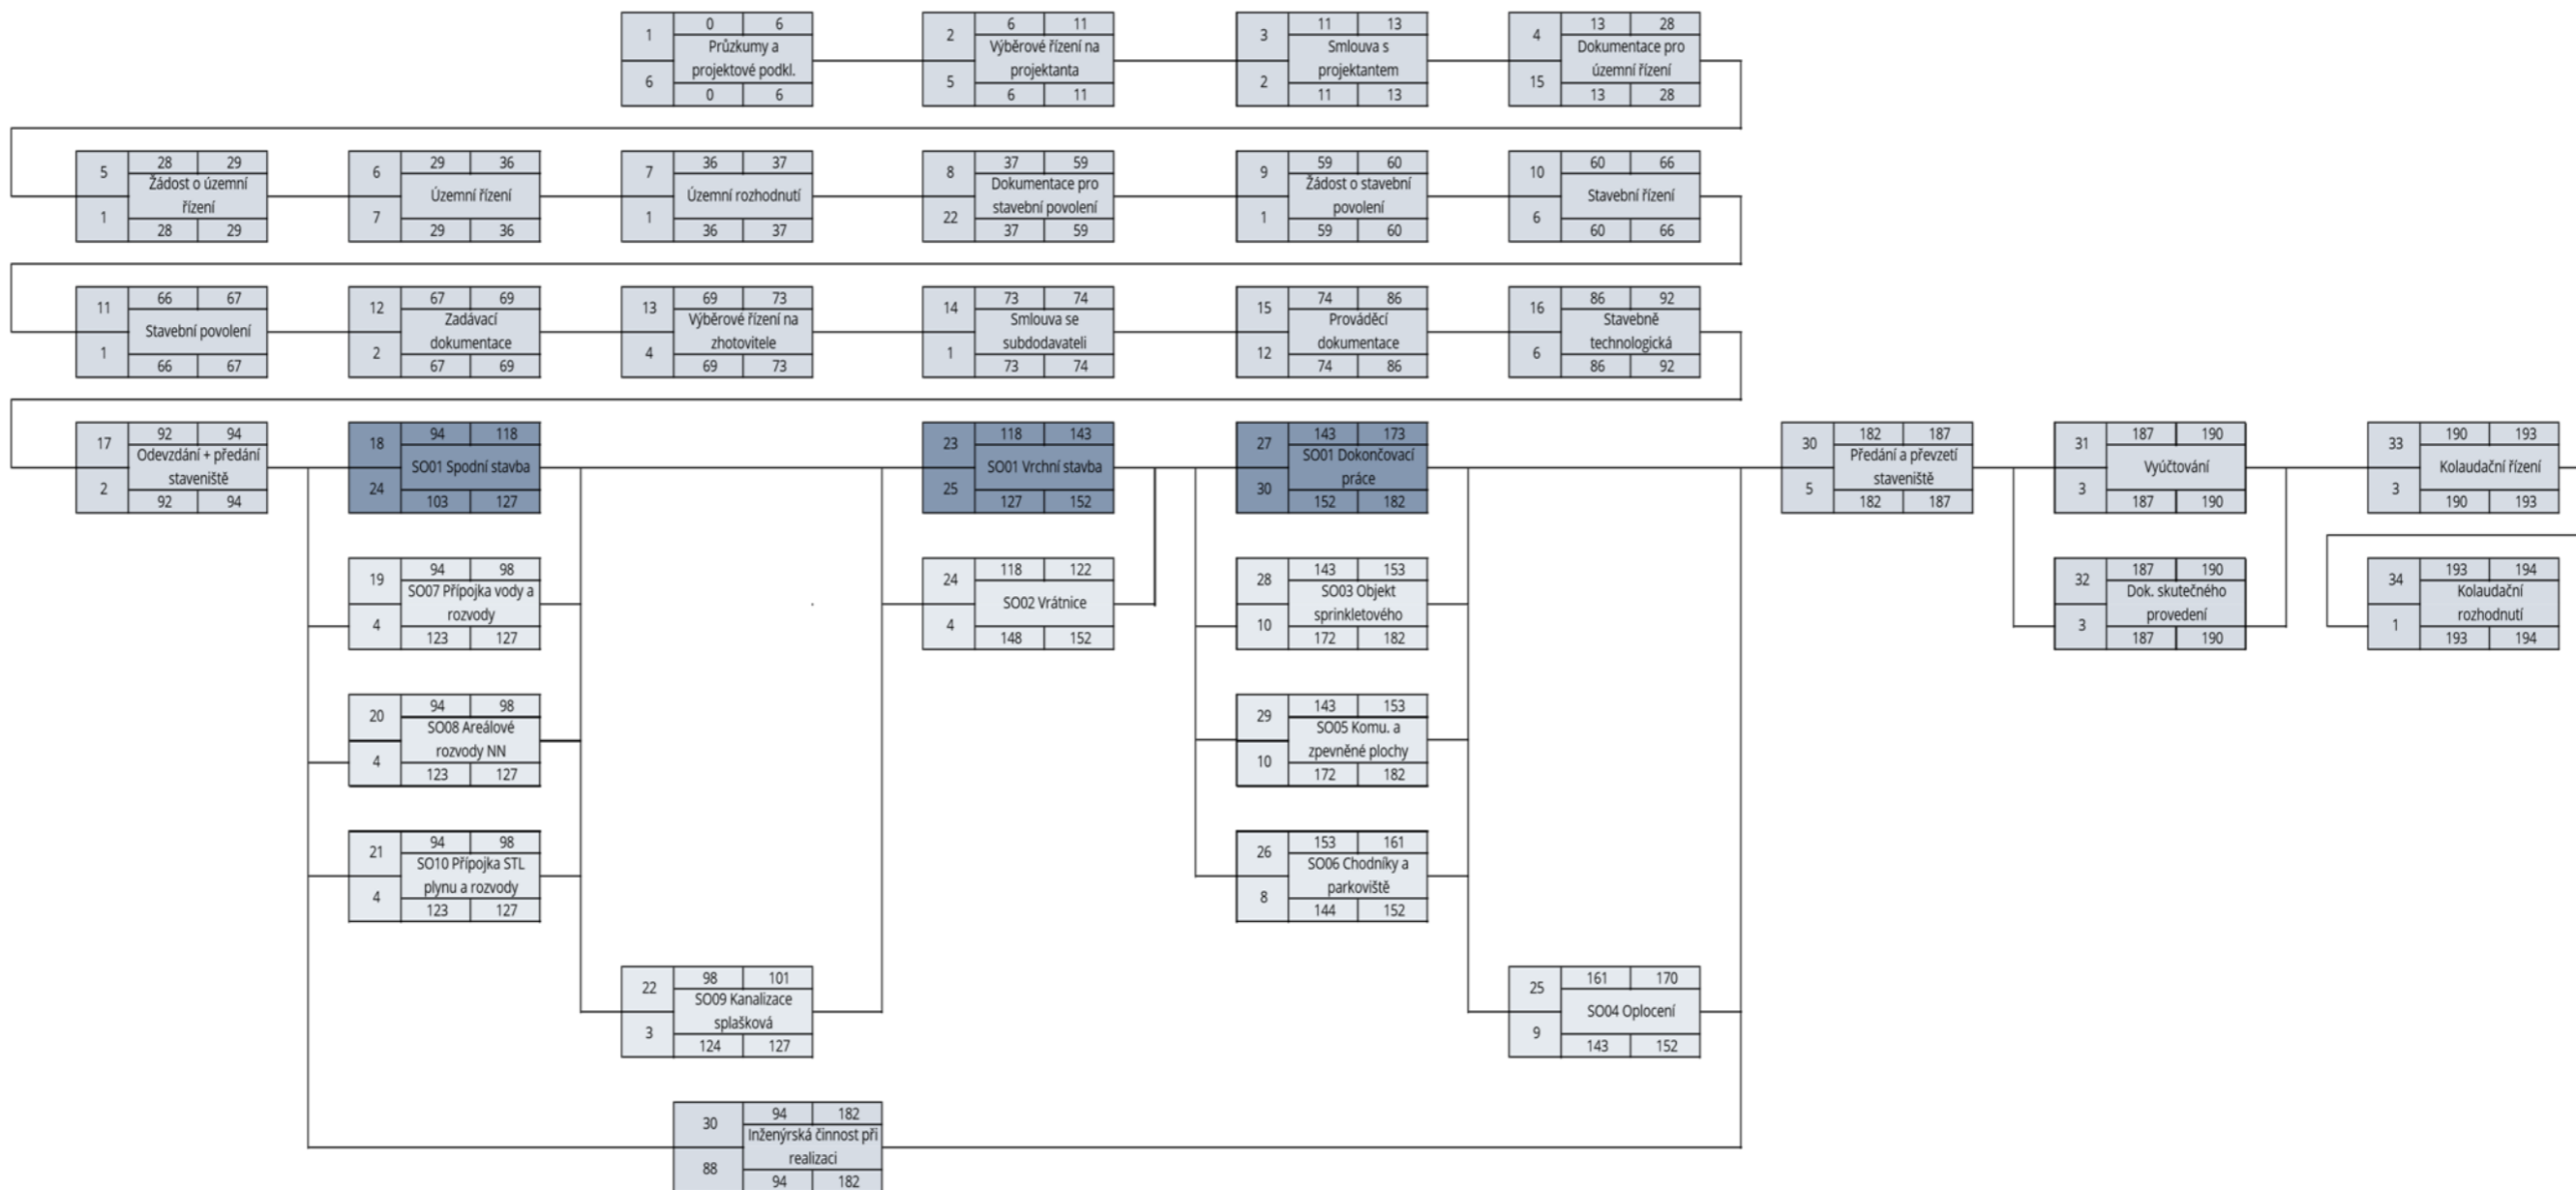 1 0 6
Průzkumy a
projektové podkl.
6 0 6
2 6 11
Výběrové řízení na
projektanta
5 6 11
3 11 13
Smlouva s
projektantem
2 11 13
4 13 28
Dokumentace pro
územní řízení
15 13 28
5 28 29
Žádost o územní
řízení
1 28 29
6 29 36
Územní řízení
7 29 36
7 36 37
Územní rozhodnutí
1 36 37
8 37 59
Dokumentace pro
stavební povolení
22 37 59
9 59 60
Žádost o stavební
povolení
1 59 60
10 60 66
Stavební řízení
6 60 66
11 66 67
Stavební povolení
1 66 67
12 67 69
Zadávací
dokumentace
2 67 69
13 69 73
Výběrové řízení na
zhotovitele
4 69 73
14 73 74
Smlouva se
subdodavateli
1 73 74
15 74 86
Prováděcí
dokumentace
12 74 86
16 86 92
Stavebně
technologická
6 86 92
17 92 94
Odevzdání + předání
staveniště
2 92 94
18 94 118
SO01 Spodní stavba
24 103 127
23 118 143
SO01 Vrchní stavba
25 127 152
27 143 173
SO01 Dokončovací
práce
30 152 182
30 182 187
Předání a převzetí
staveniště
5 182 187
31 187 190
Vyúčtování
3 187 190
33 190 193
Kolaudační řízení
3 190 193
19 94 98
SO07 Přípojka vody a
rozvody
4 123 127
24 118 122
SO02 Vrátnice
4 148 152
28 143 153
SO03 Objekt
sprinkletového
10 172 182
32 187 190
Dok. skutečného
provedení
3 187 190
34 193 194
Kolaudační
rozhodnutí
1 193 194
20 94 98
SO08 Areálové
rozvody NN
4 123 127
29 143 153
SO05 Komu. a
zpevněné plochy
10 172 182
21 94 98
SO10 Přípojka STL
plynu a rozvody
4 123 127
26 153 161
SO06 Chodníky a
parkoviště
8 144 152
22 98 101
SO09 Kanalizace
splašková
3 124 127
25 161 170
SO04 Oplocení
9 143 152
30 94 182
Inženýrská činnost při
realizaci
88 94 182